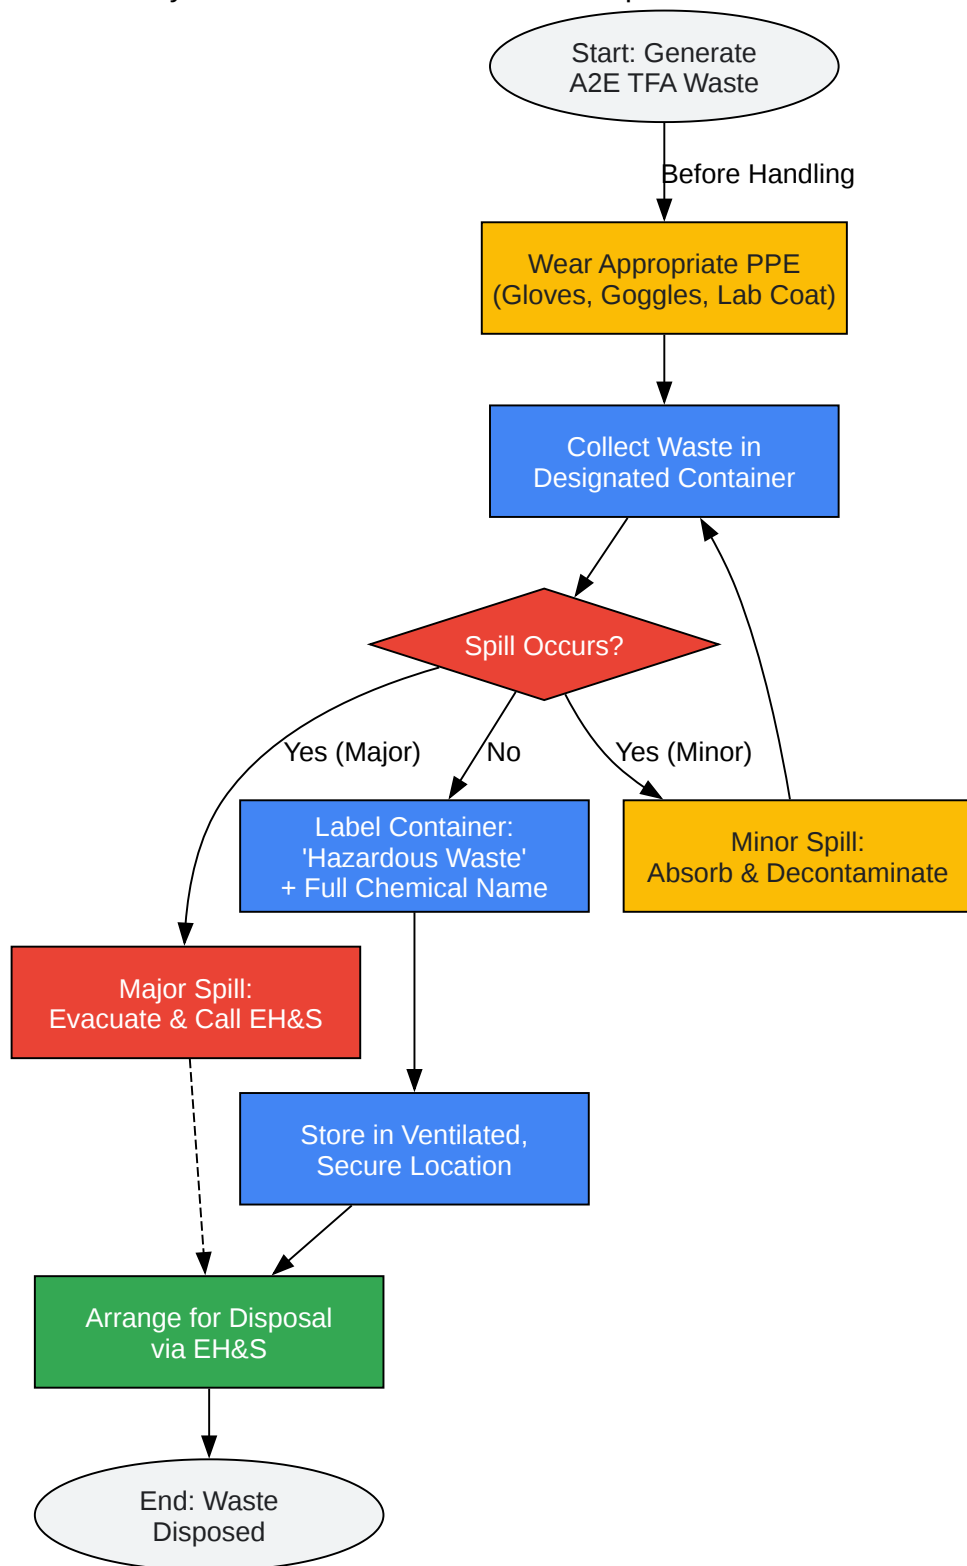 Start: Generate
A2E TFA Waste
Before Handling
Wear Appropriate PPE
(Gloves, Goggles, Lab Coat)
Collect Waste in
Designated Container
Spill Occurs?
Yes (Major)
No
Yes (Minor)
Label Container:
'Hazardous Waste'
+ Full Chemical Name
Minor Spill:
Absorb & Decontaminate
Major Spill:
Evacuate & Call EH&S
Store in Ventilated,
Secure Location
Arrange for Disposal
via EH&S
End: Waste
Disposed